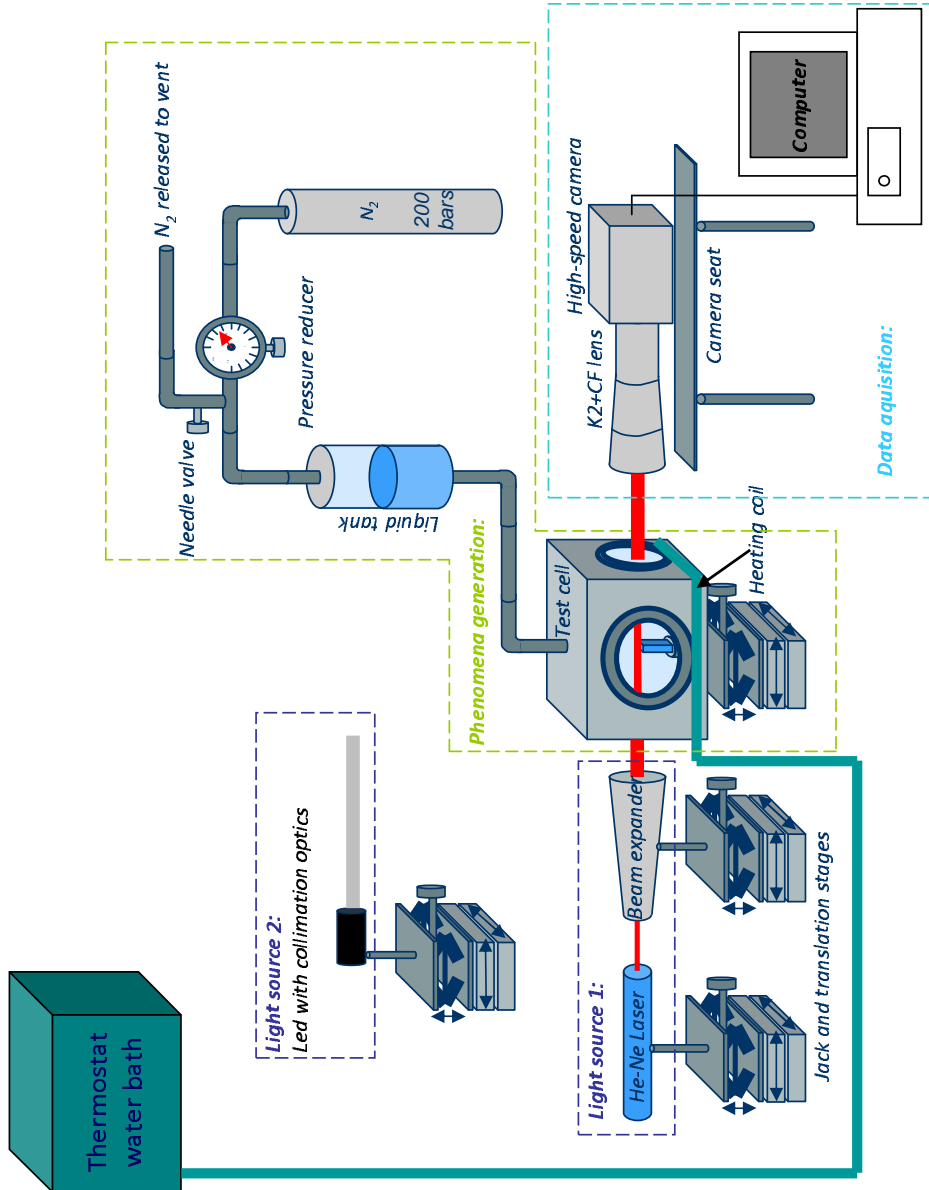 Thermostat
water bath
Light source 2:
Led with collimation optics
Light source 1:
He-Ne Laser
Beam expander
Jack and translation stages
Phenomena generation:
Test cell
Heating coil
Needle valve
N₂ released to vent
Liquid tank
Pressure reducer
N₂
200
bars
K2+CF lens
High-speed camera
Camera seat
Computer
Data aquisition: